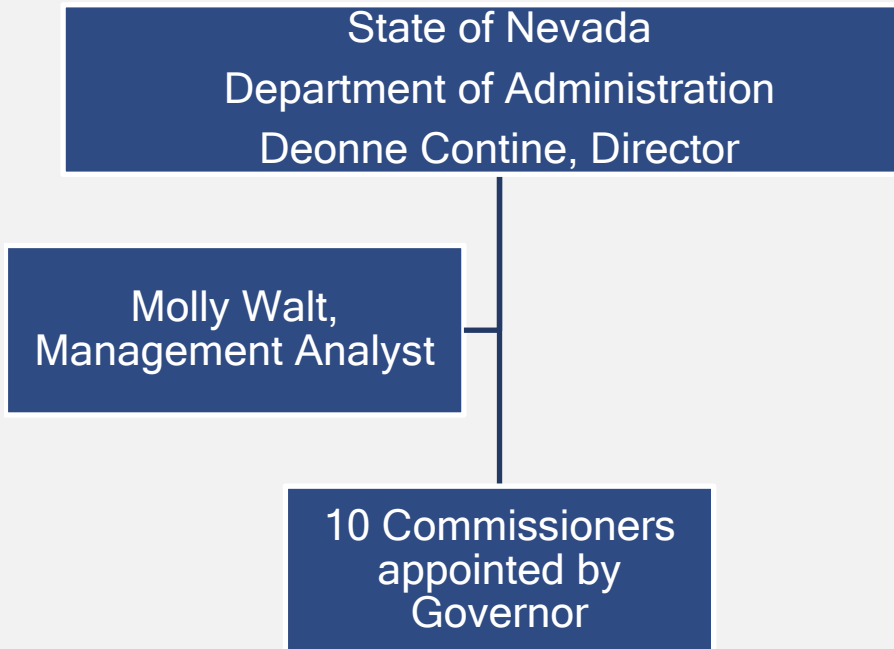 State of Nevada
Department of Administration
Deonne Contine, Director
Molly Walt,
Management Analyst
10 Commissioners
appointed by
Governor